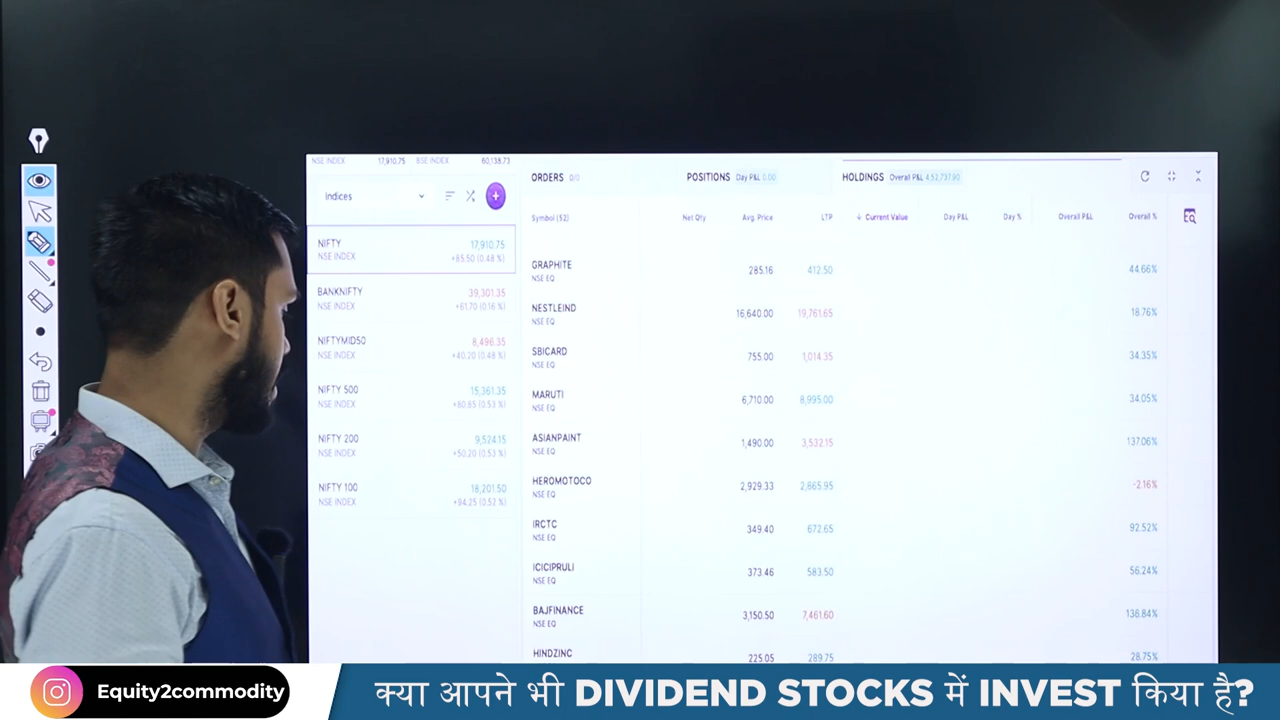 NSE INDEX 17,910.75 BSE INDEX 60,138.73
Indices
NIFTY 17,910.75
NSE INDEX +85.50 (0.48 %)
BANKNIFTY 39,301.35
NSE INDEX +61.70 (0.16 %)
NIFTYMID50 8,496.35
NSE INDEX +40.20 (0.48 %)
NIFTY 500 15,361.35
NSE INDEX +80.85 (0.53 %)
NIFTY 200 9,524.15
NSE INDEX +50.20 (0.53 %)
NIFTY 100 18,201.50
NSE INDEX +94.25 (0.52 %)
ORDERS 0/0 POSITIONS Day P&L 0.00 HOLDINGS Overall P&L 4,52,737.90
Symbol (52) Net Qty Avg. Price LTP ↓ Current Value Day P&L Day % Overall P&L Overall %
GRAPHITE 285.16 412.50 44.66%
NSE EQ
NESTLEIND 16,640.00 19,761.65 18.76%
NSE EQ
SBICARD 755.00 1,014.35 34.35%
NSE EQ
MARUTI 6,710.00 8,995.00 34.05%
NSE EQ
ASIANPAINT 1,490.00 3,532.15 137.06%
NSE EQ
HEROMOTOCO 2,929.33 2,865.95 -2.16%
NSE EQ
IRCTC 349.40 672.65 92.52%
NSE EQ
ICICIPRULI 373.46 583.50 56.24%
NSE EQ
BAJFINANCE 3,150.50 7,461.60 136.84%
NSE EQ
HINDZINC 225.05 289.75 28.75%
Equity2commodity
क्या आपने भी DIVIDEND STOCKS में INVEST किया है?